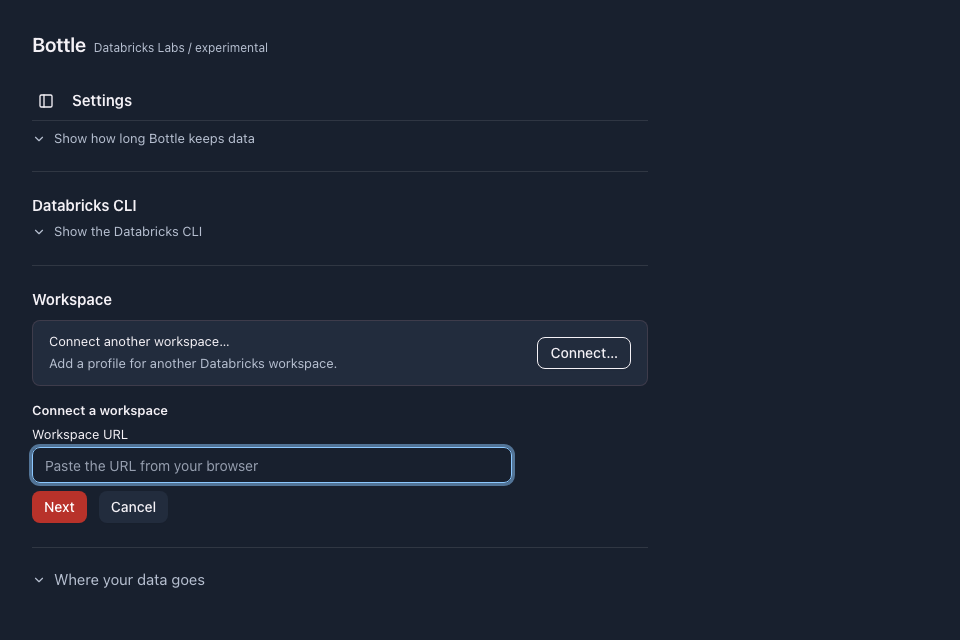 Bottle Databricks Labs / experimental
Settings
Show how long Bottle keeps data
Databricks CLI
Show the Databricks CLI
Workspace
Connect another workspace...
Add a profile for another Databricks workspace.
Connect...
Connect a workspace
Workspace URL
Paste the URL from your browser
Next Cancel
Where your data goes